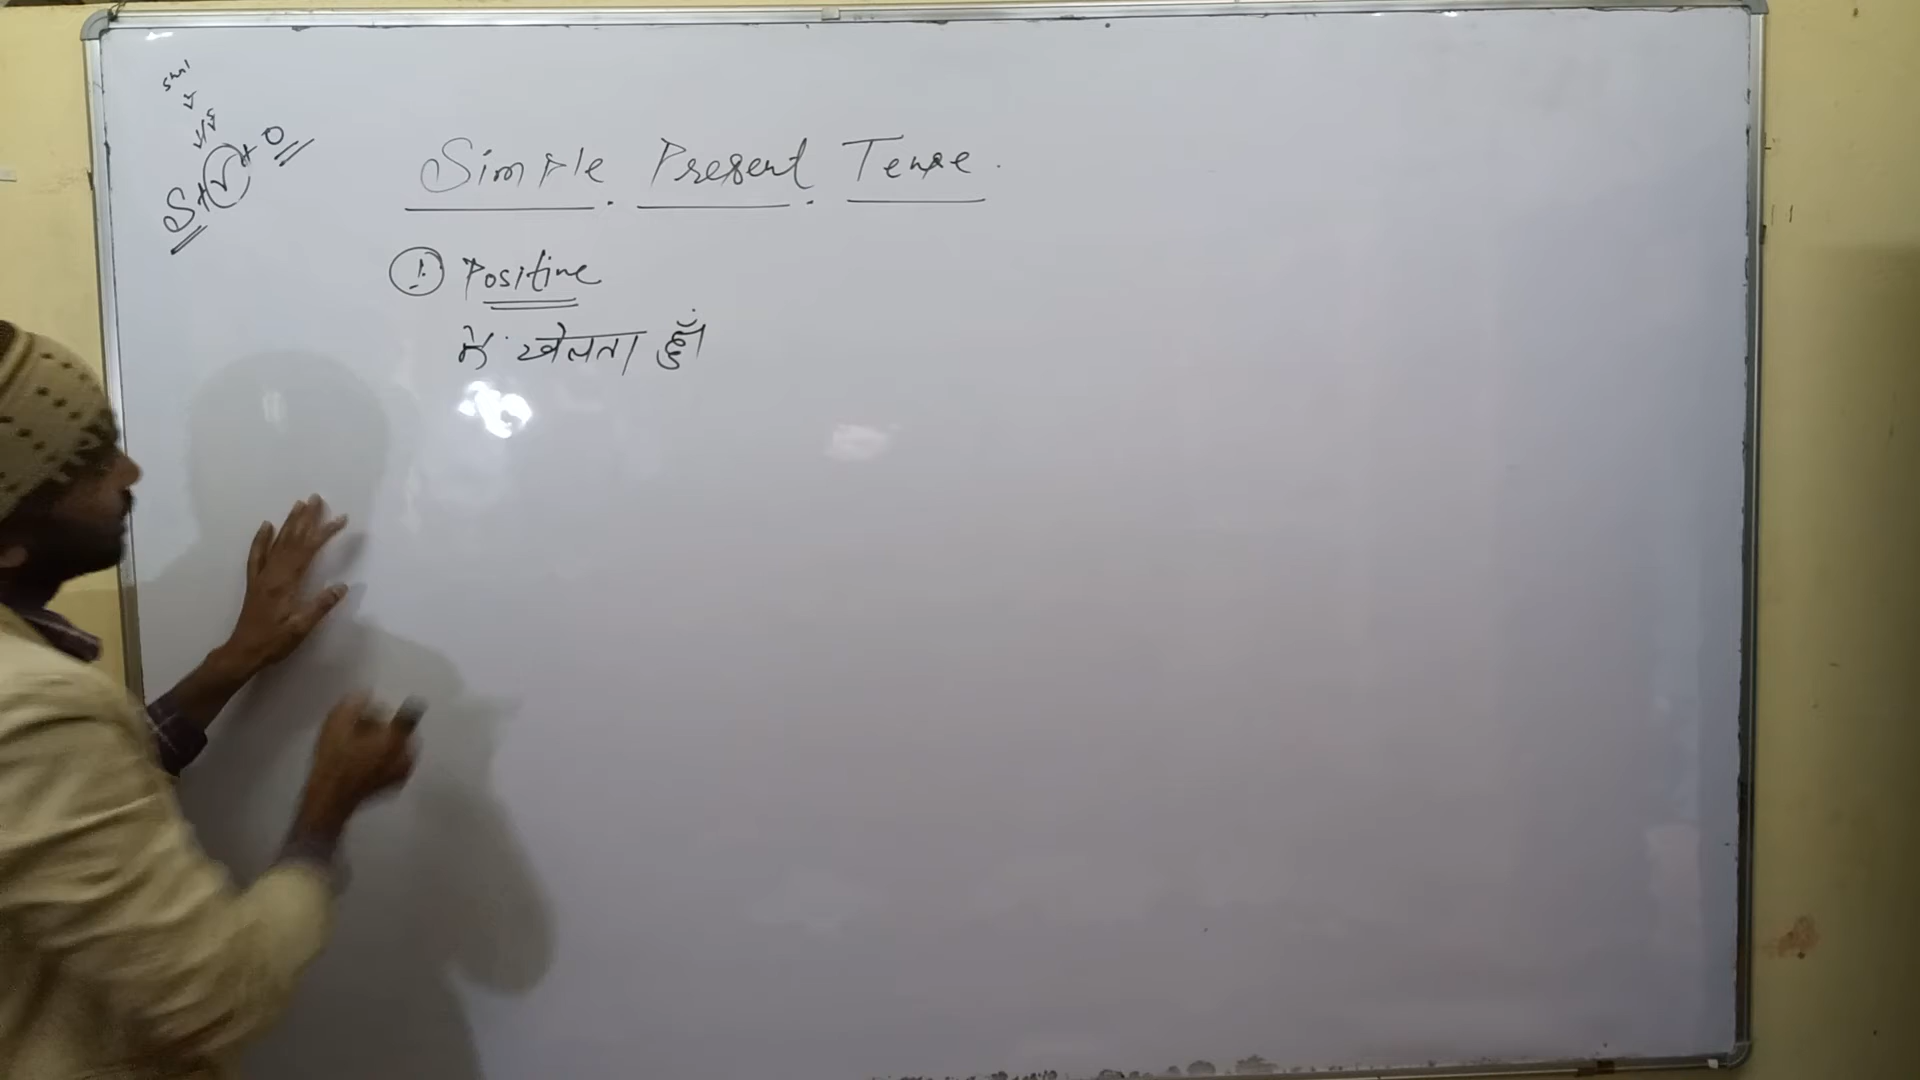 S+V+O
Simple Present Tense.
1. Positive
मैं खेलता हूँ।